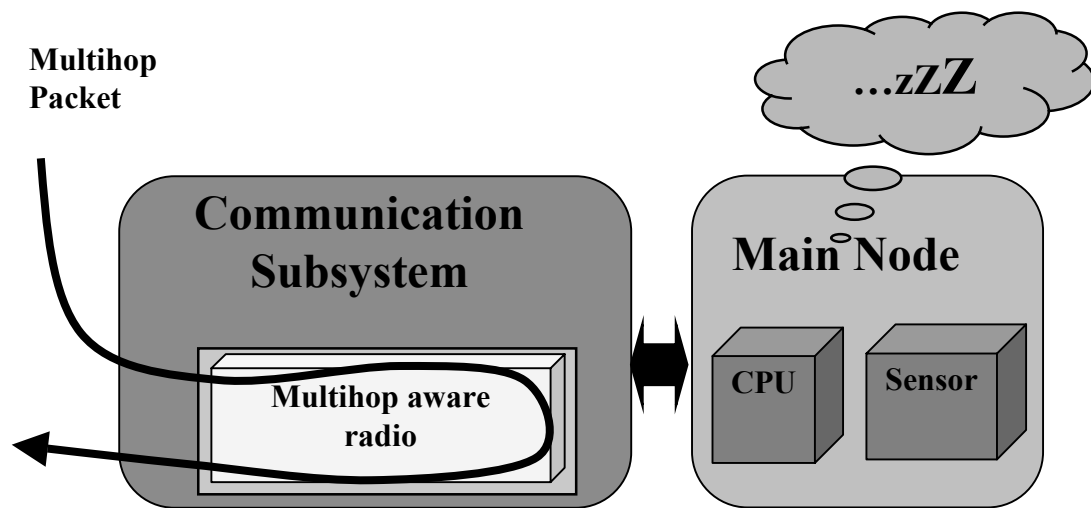 Multihop
Packet
...zZZ
Communication
Subsystem
Main Node
Multihop aware
radio
CPU
Sensor